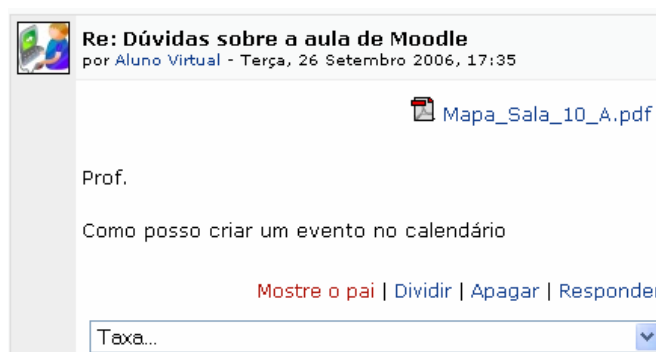 Re: Dúvidas sobre a aula de Moodle
por Aluno Virtual - Terça, 26 Setembro 2006, 17:35
Mapa_Sala_10_A.pdf
Prof.
Como posso criar um evento no calendário
Mostre o pai | Dividir | Apagar | Responder
Taxa...